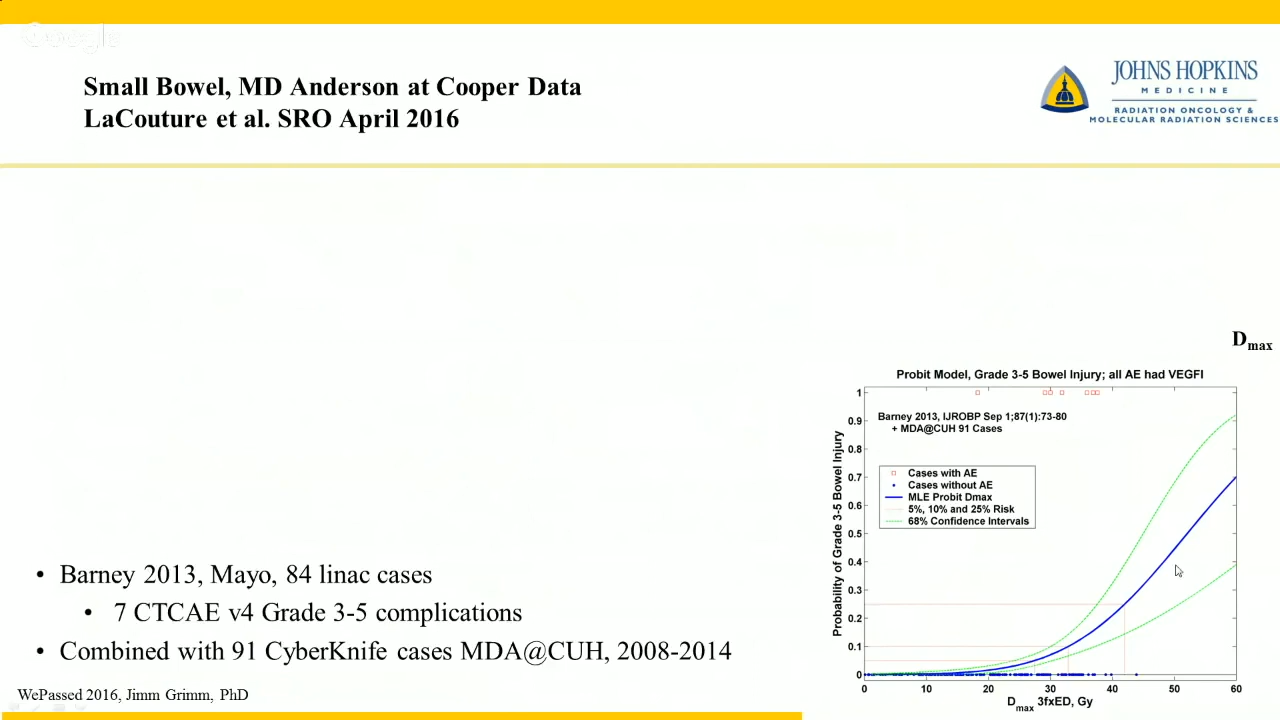 Small Bowel, MD Anderson at Cooper Data
LaCouture et al. SRO April 2016
JOHNS HOPKINS
MEDICINE
RADIATION ONCOLOGY &
MOLECULAR RADIATION SCIENCES
Dmax
Probit Model, Grade 3-5 Bowel Injury; all AE had VEGFI
Probability of Grade 3-5 Bowel Injury
1
0.9
0.8
0.7
0.6
0.5
0.4
0.3
0.2
0.1
0
Barney 2013, IJROBP Sep 1;87(1):73-80
+ MDA@CUH 91 Cases
Cases with AE
Cases without AE
MLE Probit Dmax
5%, 10% and 25% Risk
68% Confidence Intervals
0 10 20 30 40 50 60
Dmax 3fxED, Gy
• Barney 2013, Mayo, 84 linac cases
• 7 CTCAE v4 Grade 3-5 complications
• Combined with 91 CyberKnife cases MDA@CUH, 2008-2014
WePassed 2016, Jimm Grimm, PhD